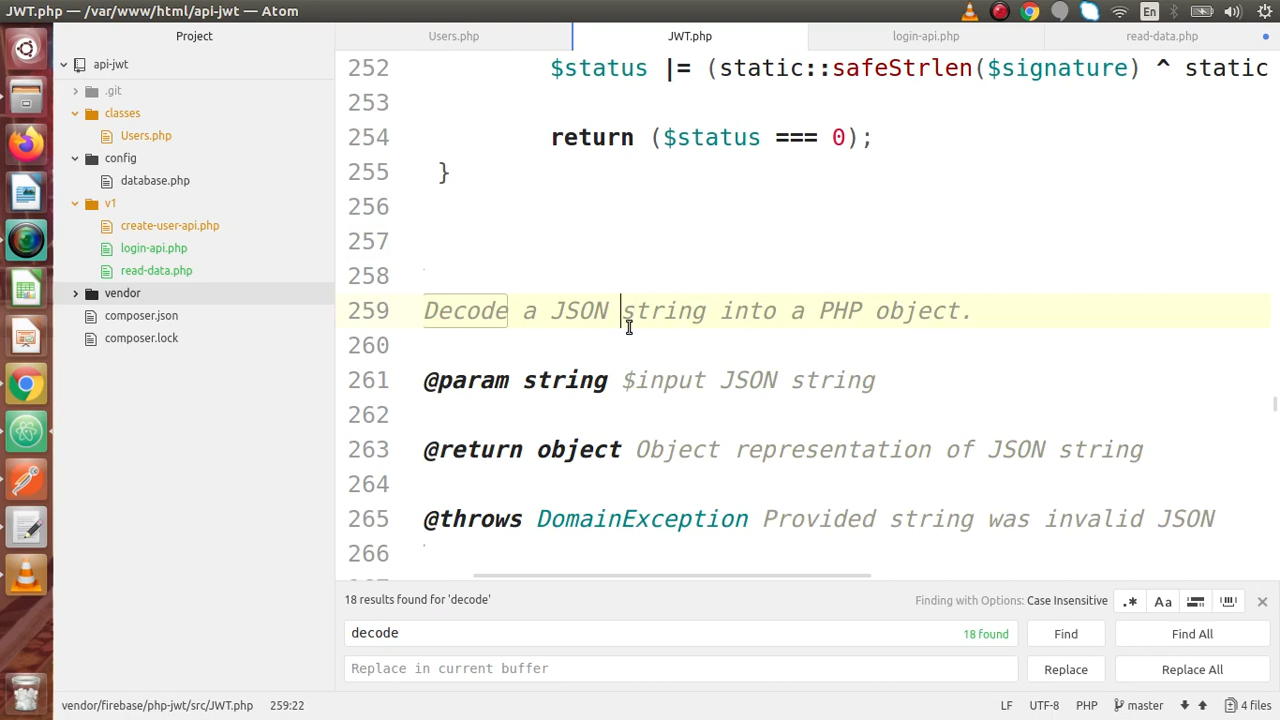 JWT.php — /var/www/html/api-jwt — Atom
En
Project
Users.php
JWT.php
login-api.php
read-data.php
api-jwt
.git
classes
Users.php
config
database.php
v1
create-user-api.php
login-api.php
read-data.php
vendor
composer.json
composer.lock
252 $status |= (static::safeStrlen($signature) ^ static
253
254 return ($status === 0);
255 }
256
257
258
259 Decode a JSON string into a PHP object.
260
261 @param string $input JSON string
262
263 @return object Object representation of JSON string
264
265 @throws DomainException Provided string was invalid JSON
266
18 results found for 'decode'
Finding with Options: Case Insensitive
.*
Aa
decode
18 found
Find
Find All
Replace in current buffer
Replace
Replace All
vendor/firebase/php-jwt/src/JWT.php 259:22
LF UTF-8 PHP master 4 files